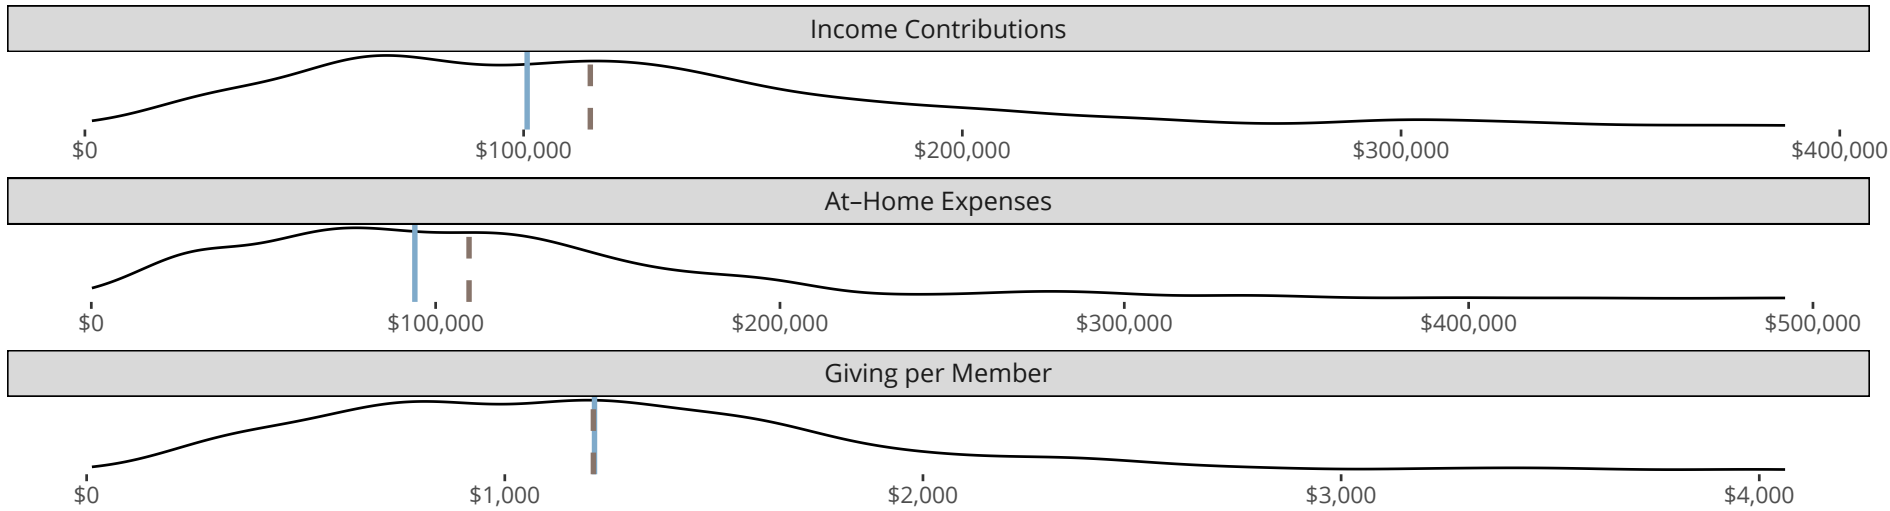 Income Contributions
$0 $100,000 $200,000 $300,000 $400,000
At–Home Expenses
$0 $100,000 $200,000 $300,000 $400,000 $500,000
Giving per Member
$0 $1,000 $2,000 $3,000 $4,000